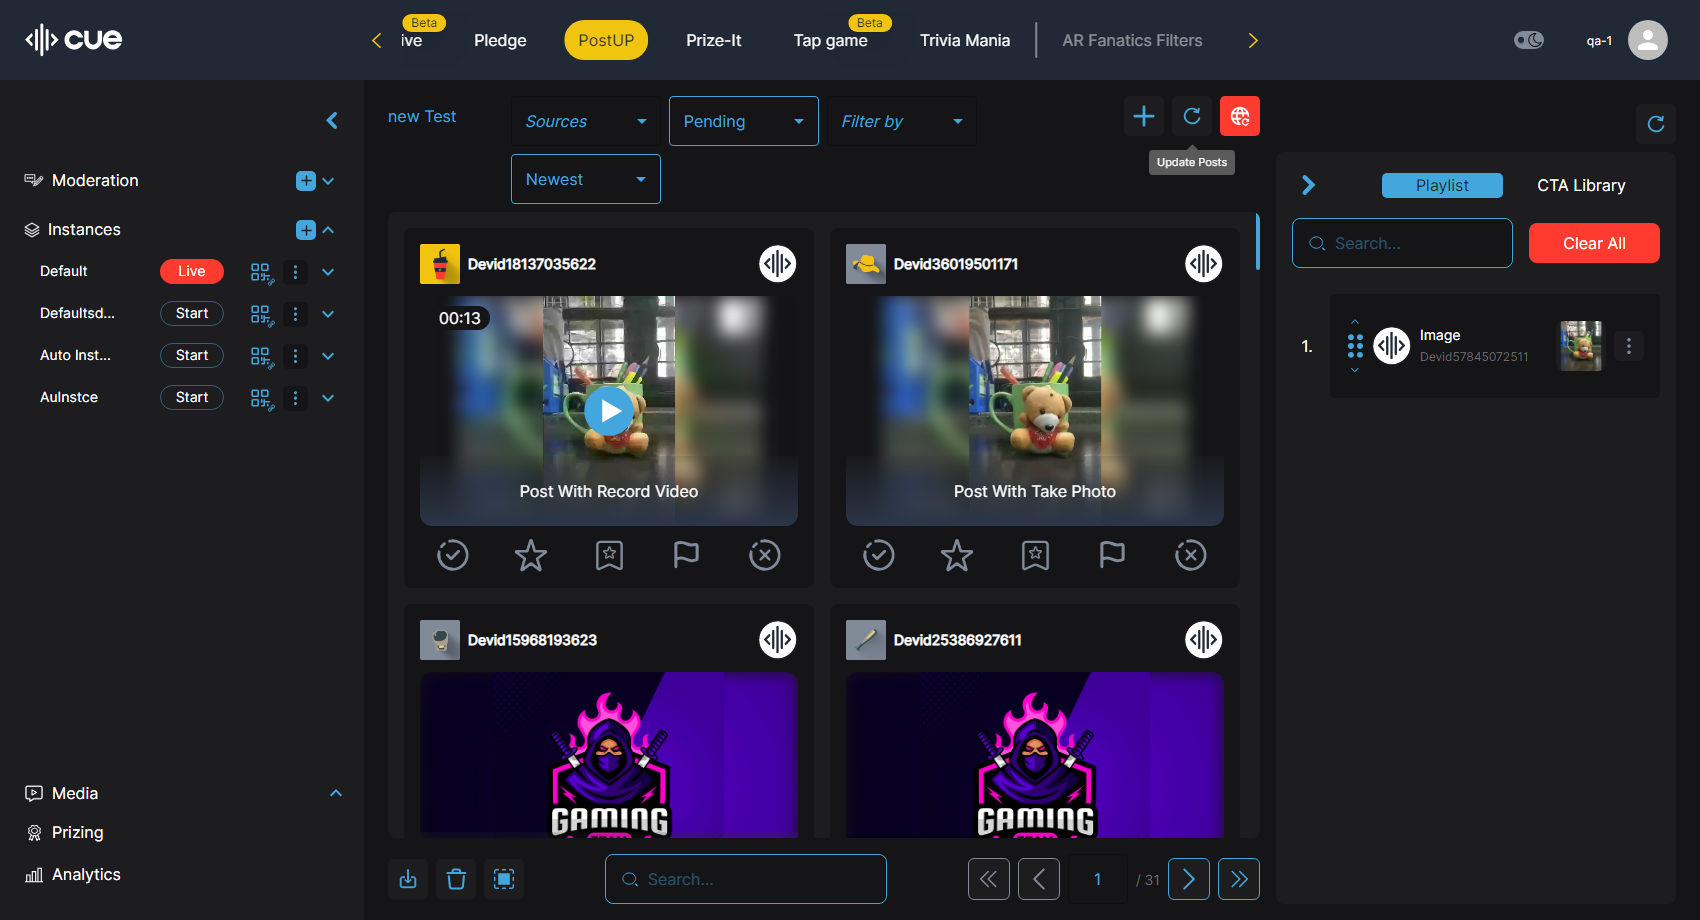 cue
Beta
ive
Pledge
PostUP
Prize-It
Beta
Tap game
Trivia Mania
AR Fanatics Filters
qa-1
Moderation
Instances
Default
Live
Defaultsd...
Start
Auto Inst...
Start
AuInstce
Start
Media
Prizing
Analytics
new Test
Sources
Pending
Filter by
Newest
Update Posts
Devid18137035622
00:13
Post With Record Video
Devid36019501171
Post With Take Photo
Devid15968193623
GAMING
Devid25386927611
GAMING
Search...
1
/ 31
Playlist
CTA Library
Search...
Clear All
1.
Image
Devid57845072511